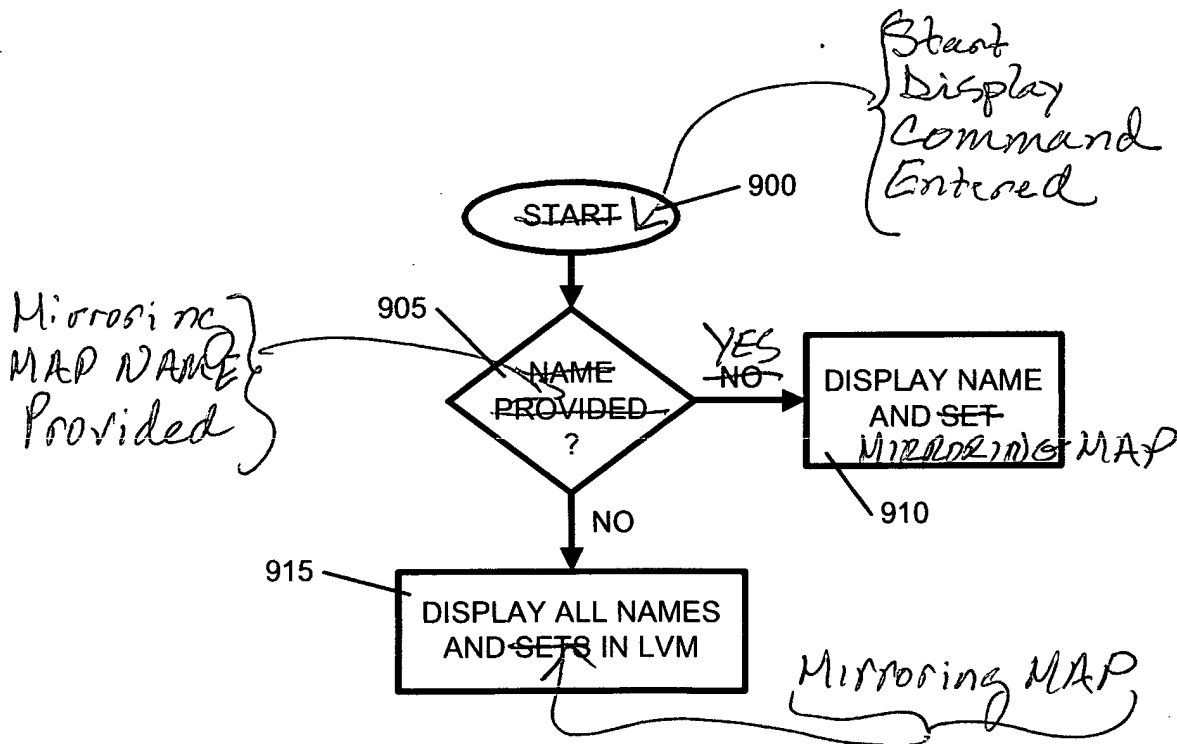 Start
Display
Command
Entered
START
900
905
Mirroring
MAP NAME
Provided
NAME
PROVIDED
?
YES
NO
DISPLAY NAME
AND SET
MIRRORING MAP
910
NO
915
DISPLAY ALL NAMES
AND SETS IN LVM
Mirroring MAP